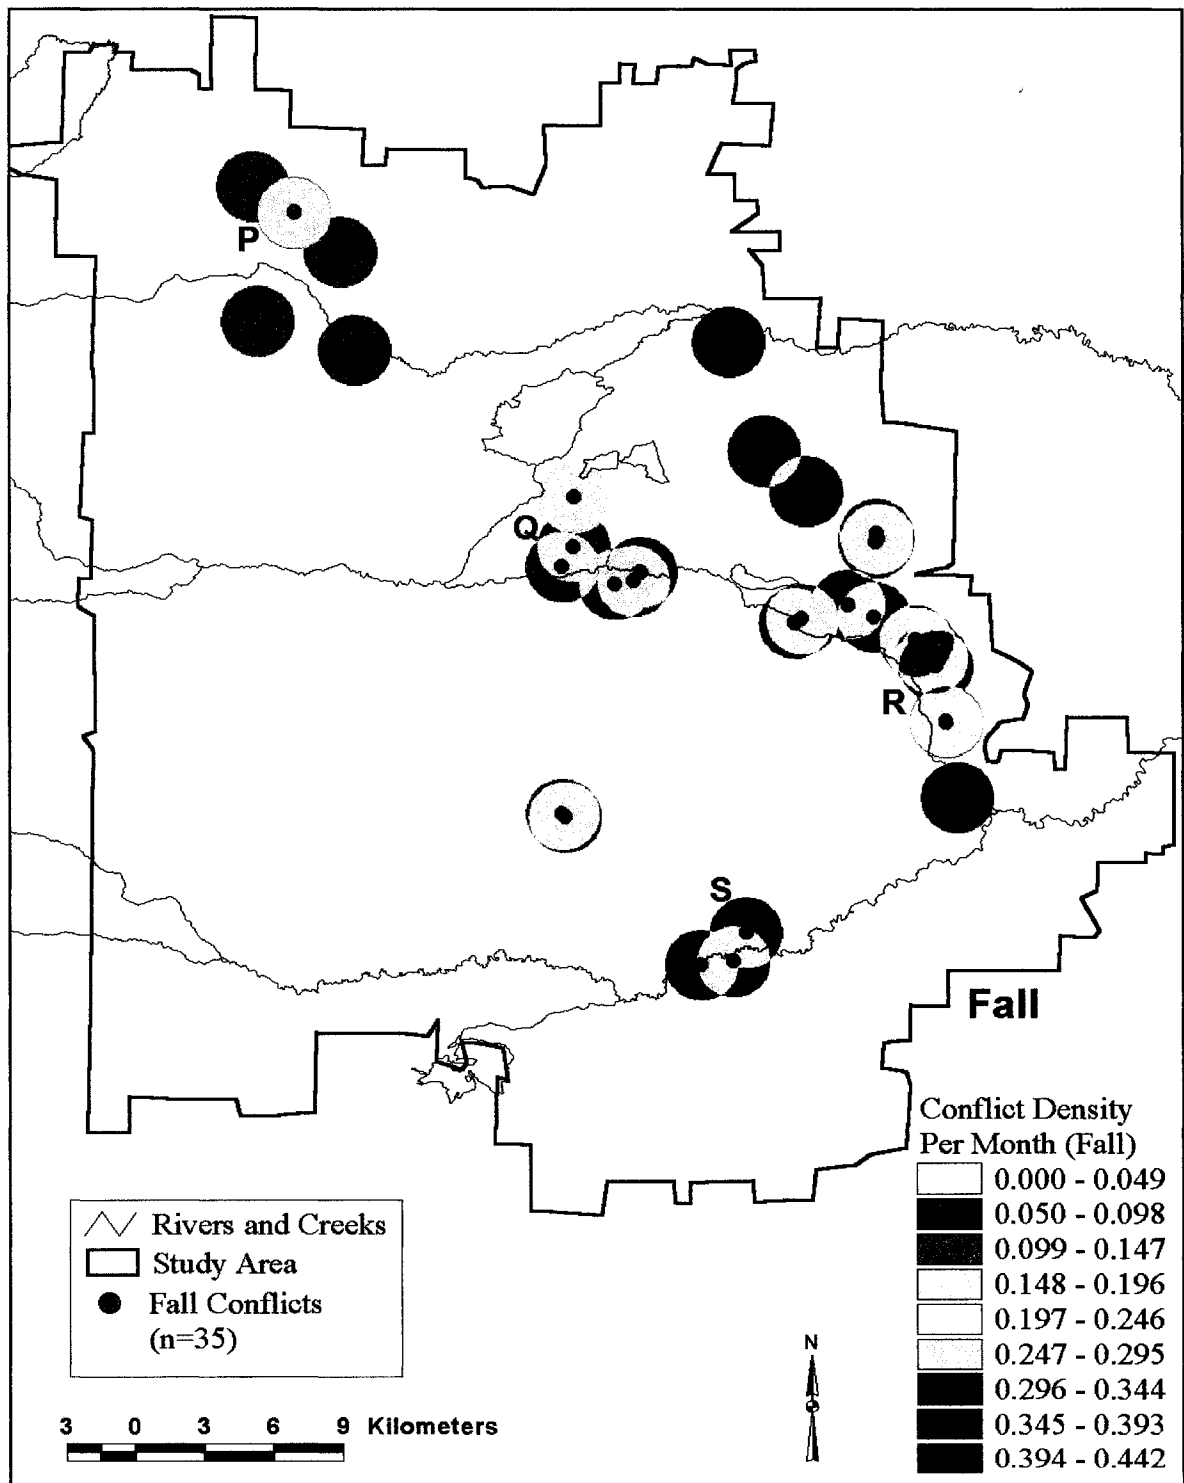 P
Q
R
S
Fall
Conflict Density
Per Month (Fall)
0.000 - 0.049
0.050 - 0.098
0.099 - 0.147
0.148 - 0.196
0.197 - 0.246
0.247 - 0.295
0.296 - 0.344
0.345 - 0.393
0.394 - 0.442
Rivers and Creeks
Study Area
Fall Conflicts
(n=35)
N
3 0 3 6 9 Kilometers